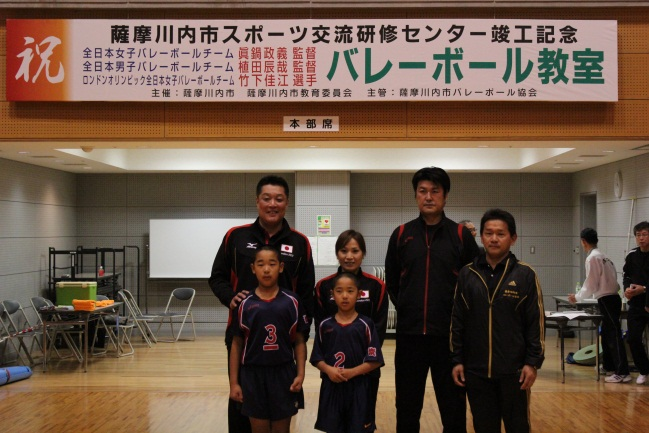 祝
薩摩川内市スポーツ交流研修センター竣工記念
全日本女子バレーボールチーム 眞鍋政義 監督
全日本男子バレーボールチーム 植田辰哉 監督
ロンドンオリンピック全日本女子バレーボールチーム 竹下佳江 選手
バレーボール教室
主催：薩摩川内市 薩摩川内市教育委員会 主管：薩摩川内市バレーボール協会
本部席
3
2